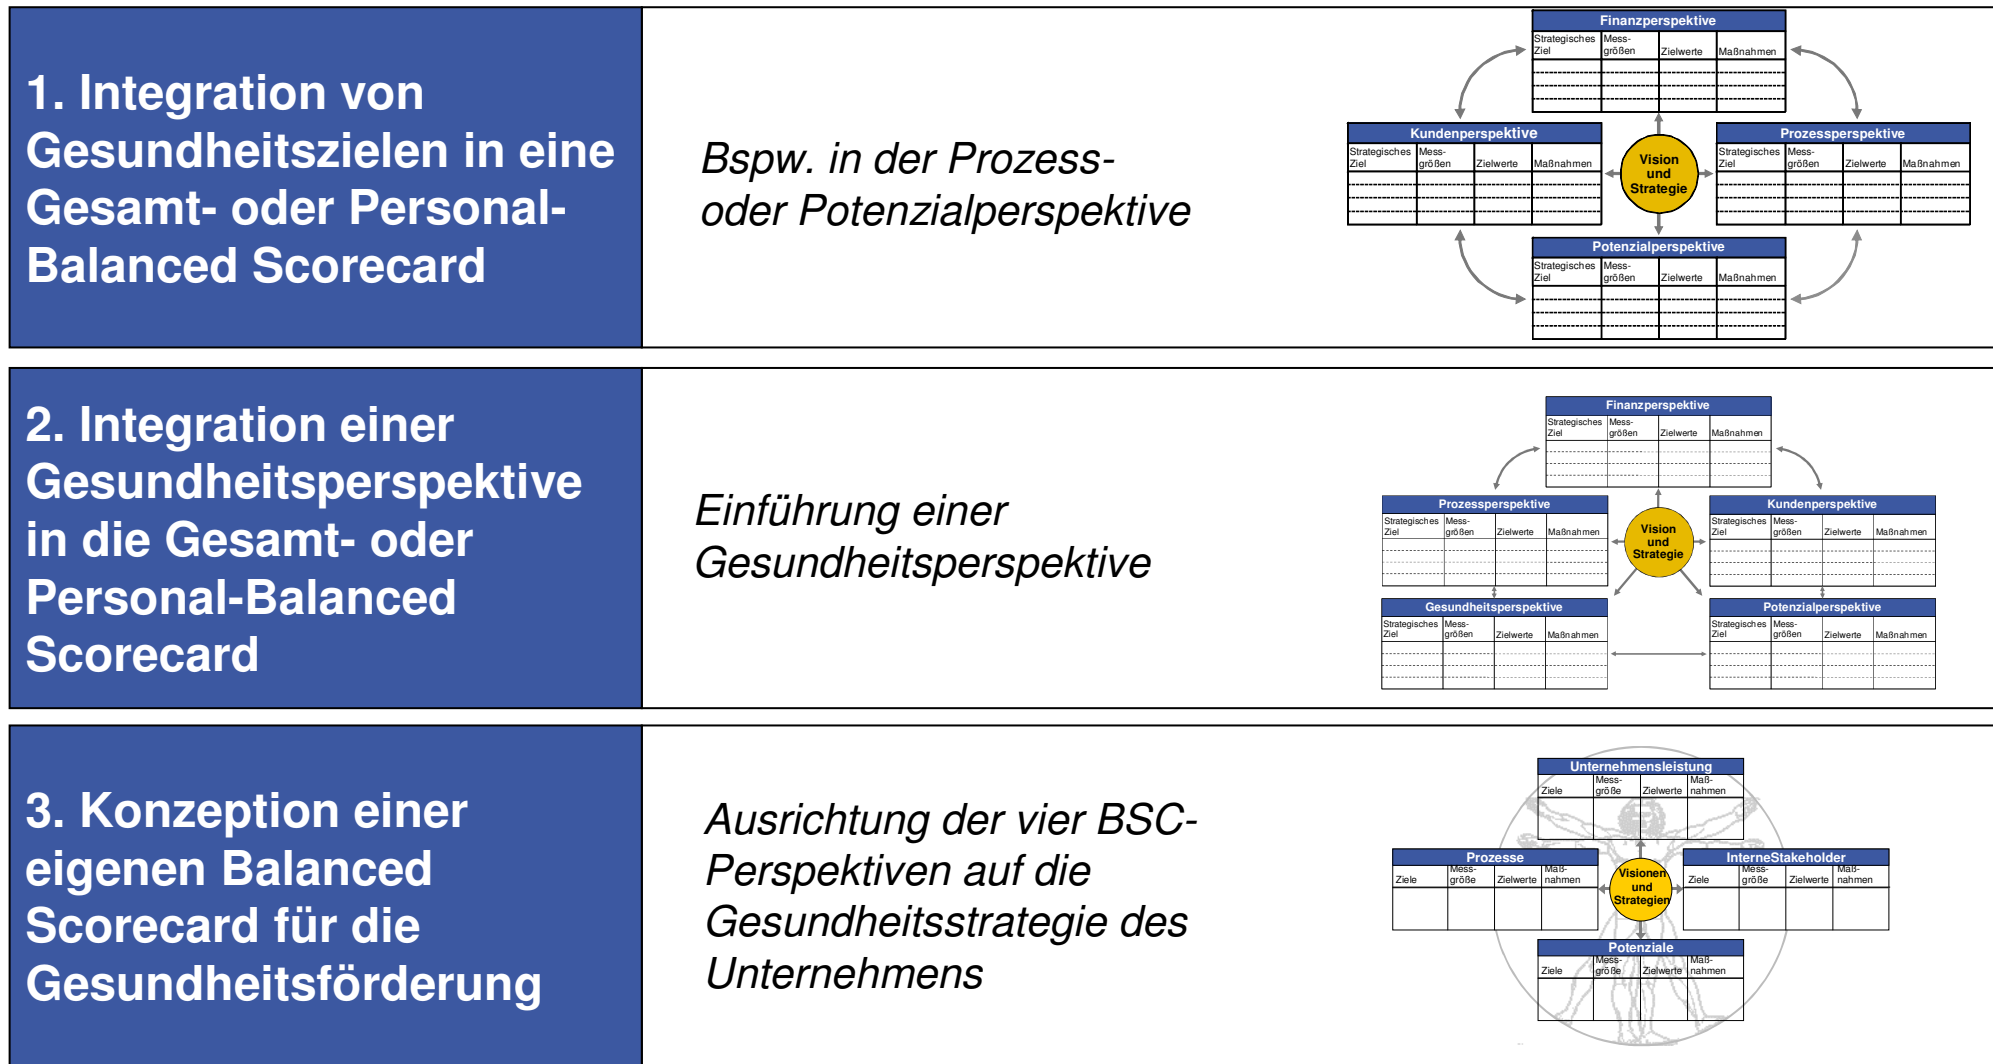 1. Integration von
Gesundheitszielen in eine
Gesamt- oder Personal-
Balanced Scorecard
Bspw. in der Prozess-
oder Potenzialperspektive
Finanzperspektive
Strategisches Ziel Mess-größen Zielwerte Maßnahmen
Kundenperspektive
Strategisches Ziel Mess-größen Zielwerte Maßnahmen
Vision
und
Strategie
Prozessperspektive
Strategisches Ziel Mess-größen Zielwerte Maßnahmen
Potenzialperspektive
Strategisches Ziel Mess-größen Zielwerte Maßnahmen
2. Integration einer
Gesundheitsperspektive
in die Gesamt- oder
Personal-Balanced
Scorecard
Einführung einer
Gesundheitsperspektive
Finanzperspektive
Strategisches Ziel Mess-größen Zielwerte Maßnahmen
Prozessperspektive
Strategisches Ziel Mess-größen Zielwerte Maßnahmen
Vision
und
Strategie
Kundenperspektive
Strategisches Ziel Mess-größen Zielwerte Maßnahmen
Gesundheitsperspektive
Strategisches Ziel Mess-größen Zielwerte Maßnahmen
Potenzialperspektive
Strategisches Ziel Mess-größen Zielwerte Maßnahmen
3. Konzeption einer
eigenen Balanced
Scorecard für die
Gesundheitsförderung
Ausrichtung der vier BSC-
Perspektiven auf die
Gesundheitsstrategie des
Unternehmens
Unternehmensleistung
Ziele Mess-größe Zielwerte Maß-nahmen
Prozesse
Ziele Mess-größe Zielwerte Maß-nahmen
Visionen
und
Strategien
InterneStakeholder
Ziele Mess-größe Zielwerte Maß-nahmen
Potenziale
Ziele Mess-größe Zielwerte Maß-nahmen